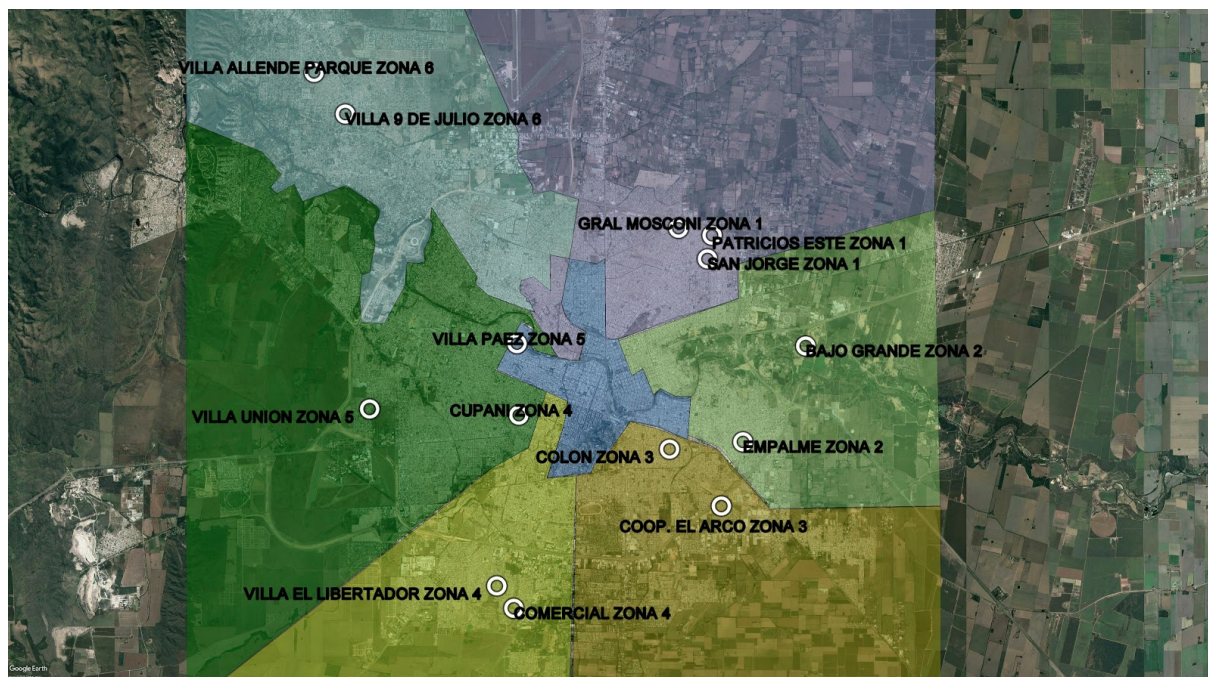 VILLA ALLENDE PARQUE ZONA 6
VILLA 9 DE JULIO ZONA 6
GRAL MOSCONI ZONA 1
PATRICIOS ESTE ZONA 1
SAN JORGE ZONA 1
VILLA PAEZ ZONA 5
BAJO GRANDE ZONA 2
CUPANI ZONA 4
VILLA UNION ZONA 5
EMPALME ZONA 2
COLON ZONA 3
COOP. EL ARCO ZONA 3
VILLA EL LIBERTADOR ZONA 4
COMERCIAL ZONA 4
Google Earth